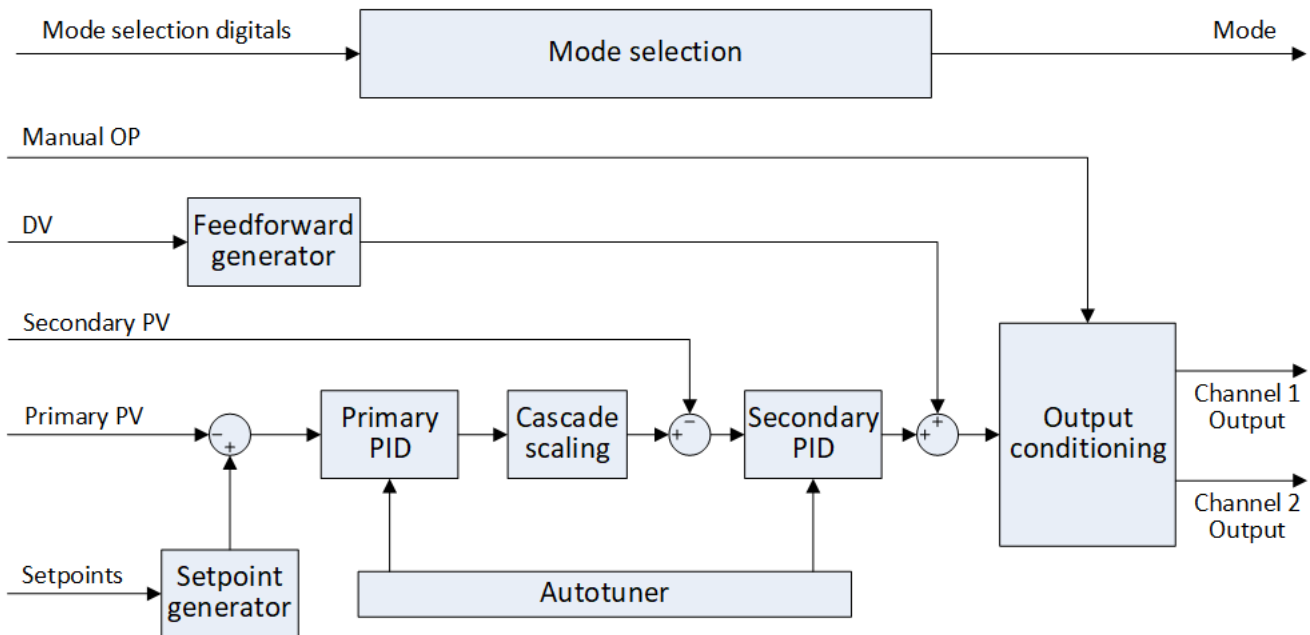 Mode selection digitals
Mode selection
Mode
Manual OP
DV
Feedforward
generator
Secondary PV
Primary PV
−
+
Primary
PID
Cascade
scaling
−
+
Secondary
PID
+
+
Output
conditioning
Channel 1
Output
Channel 2
Output
Setpoints
Setpoint
generator
Autotuner